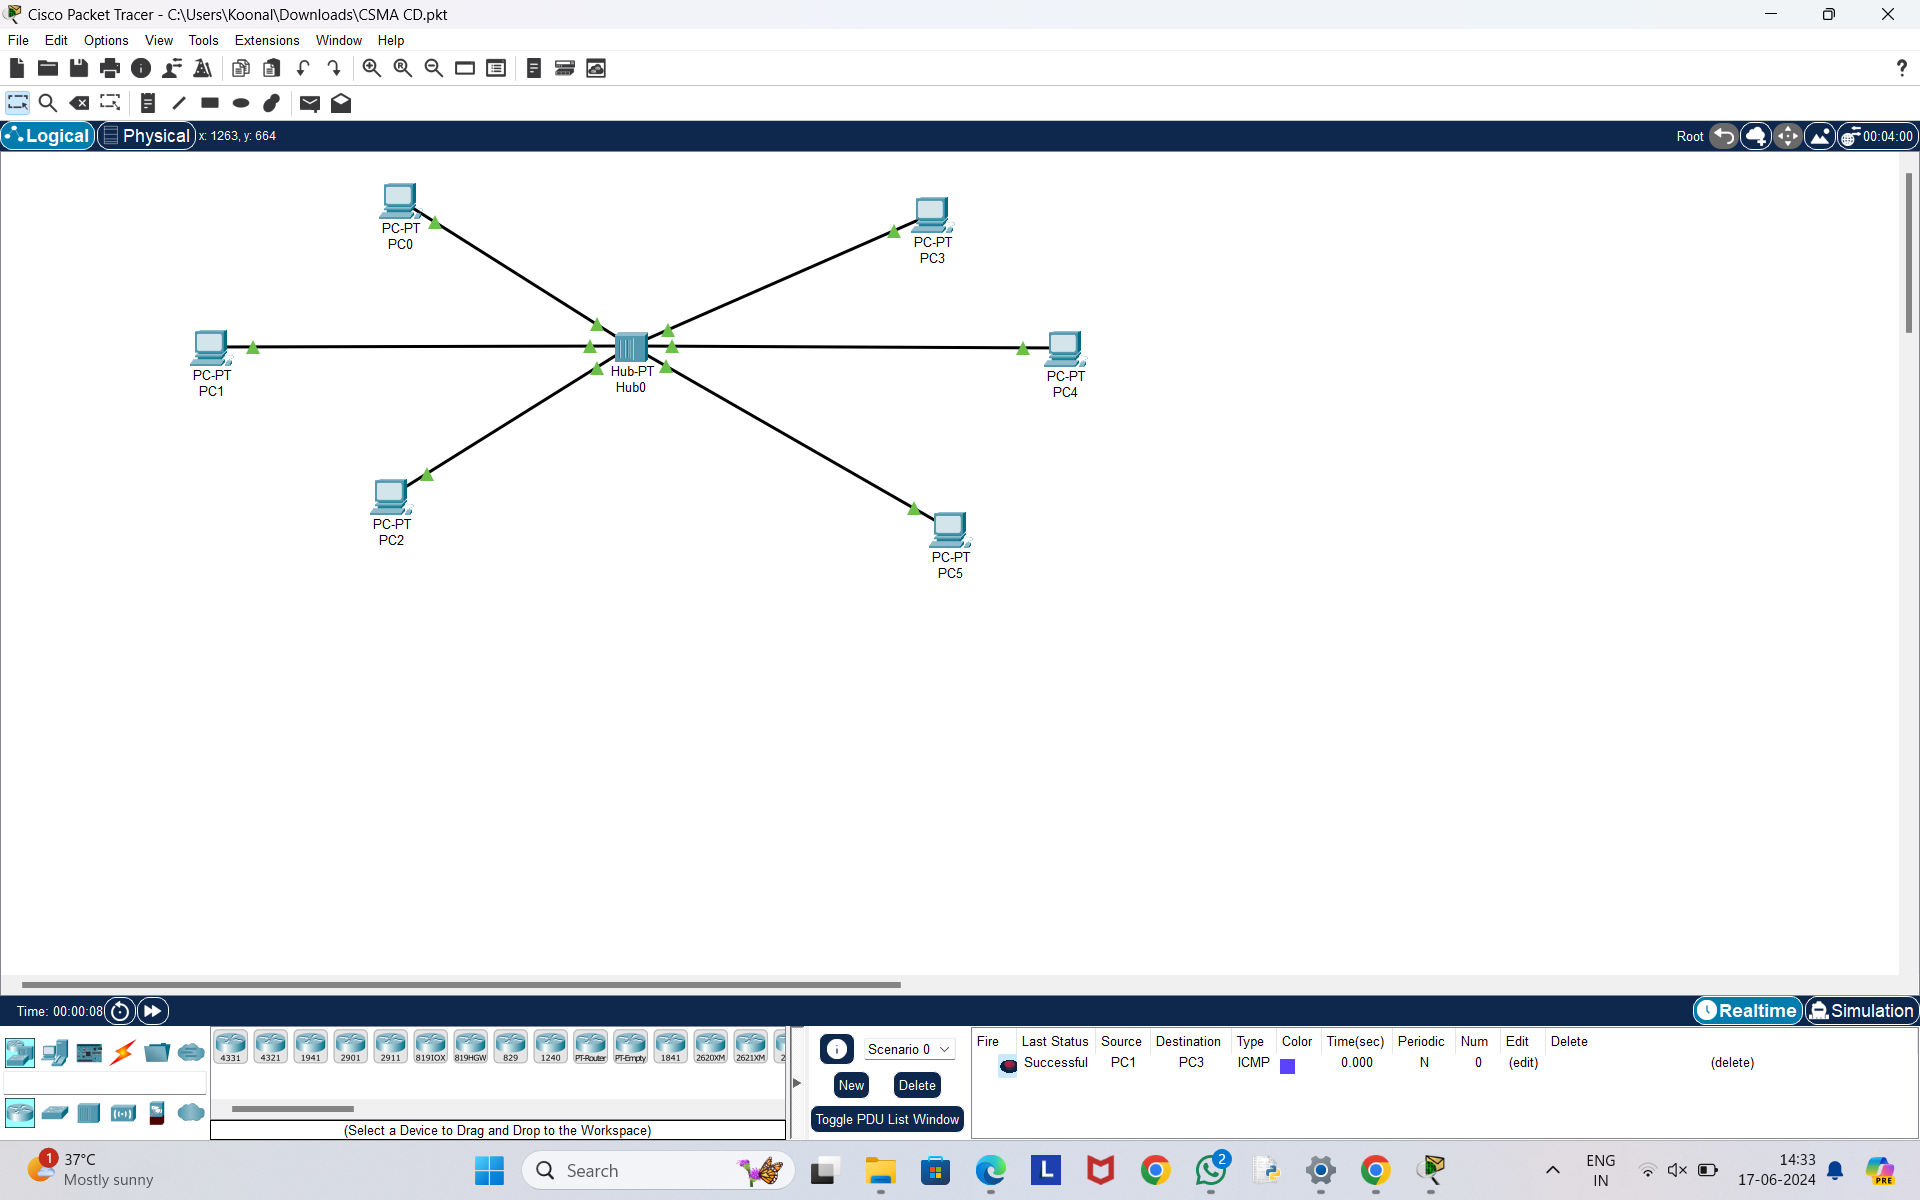 Cisco Packet Tracer - C:\Users\Koonal\Downloads\CSMA CD.pkt
File Edit Options View Tools Extensions Window Help
?
Logical Physical x: 1263, y: 664 Root 00:04:00
PC-PT
PC0
PC-PT
PC3
PC-PT
PC1
Hub-PT
Hub0
PC-PT
PC4
PC-PT
PC2
PC-PT
PC5
Time: 00:00:08 Realtime Simulation
4331 4321 1941 2901 2911 819IOX 819HGW 829 1240 PT-Router PT-Empty 1841 2620XM 2621XM 2
(Select a Device to Drag and Drop to the Workspace)
Scenario 0
New Delete
Toggle PDU List Window
Fire Last Status Source Destination Type Color Time(sec) Periodic Num Edit Delete
Successful PC1 PC3 ICMP 0.000 N 0 (edit) (delete)
1
37°C
Mostly sunny
Search
L
2
ENG
IN
14:33
17-06-2024
PRE